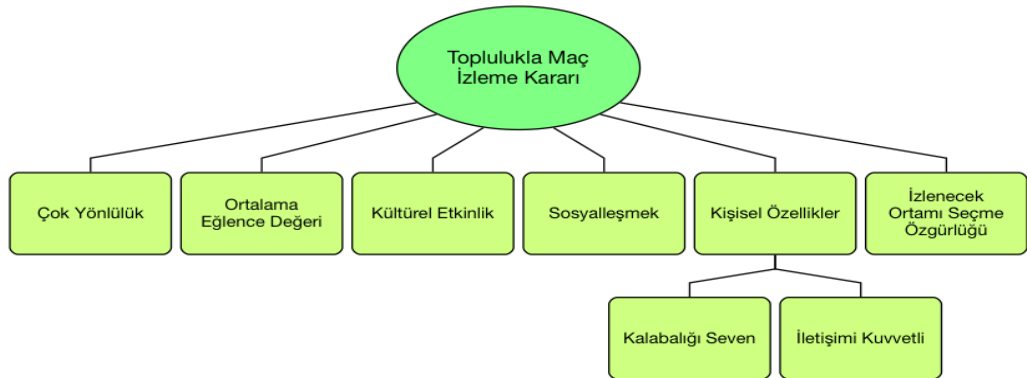 Toplulukla Maç
İzleme Kararı
Çok Yönlülük
Ortalama
Eğlence Değeri
Kültürel Etkinlik
Sosyalleşmek
Kişisel Özellikler
İzlenecek
Ortamı Seçme
Özgürlüğü
Kalabalığı Seven
İletişimi Kuvvetli